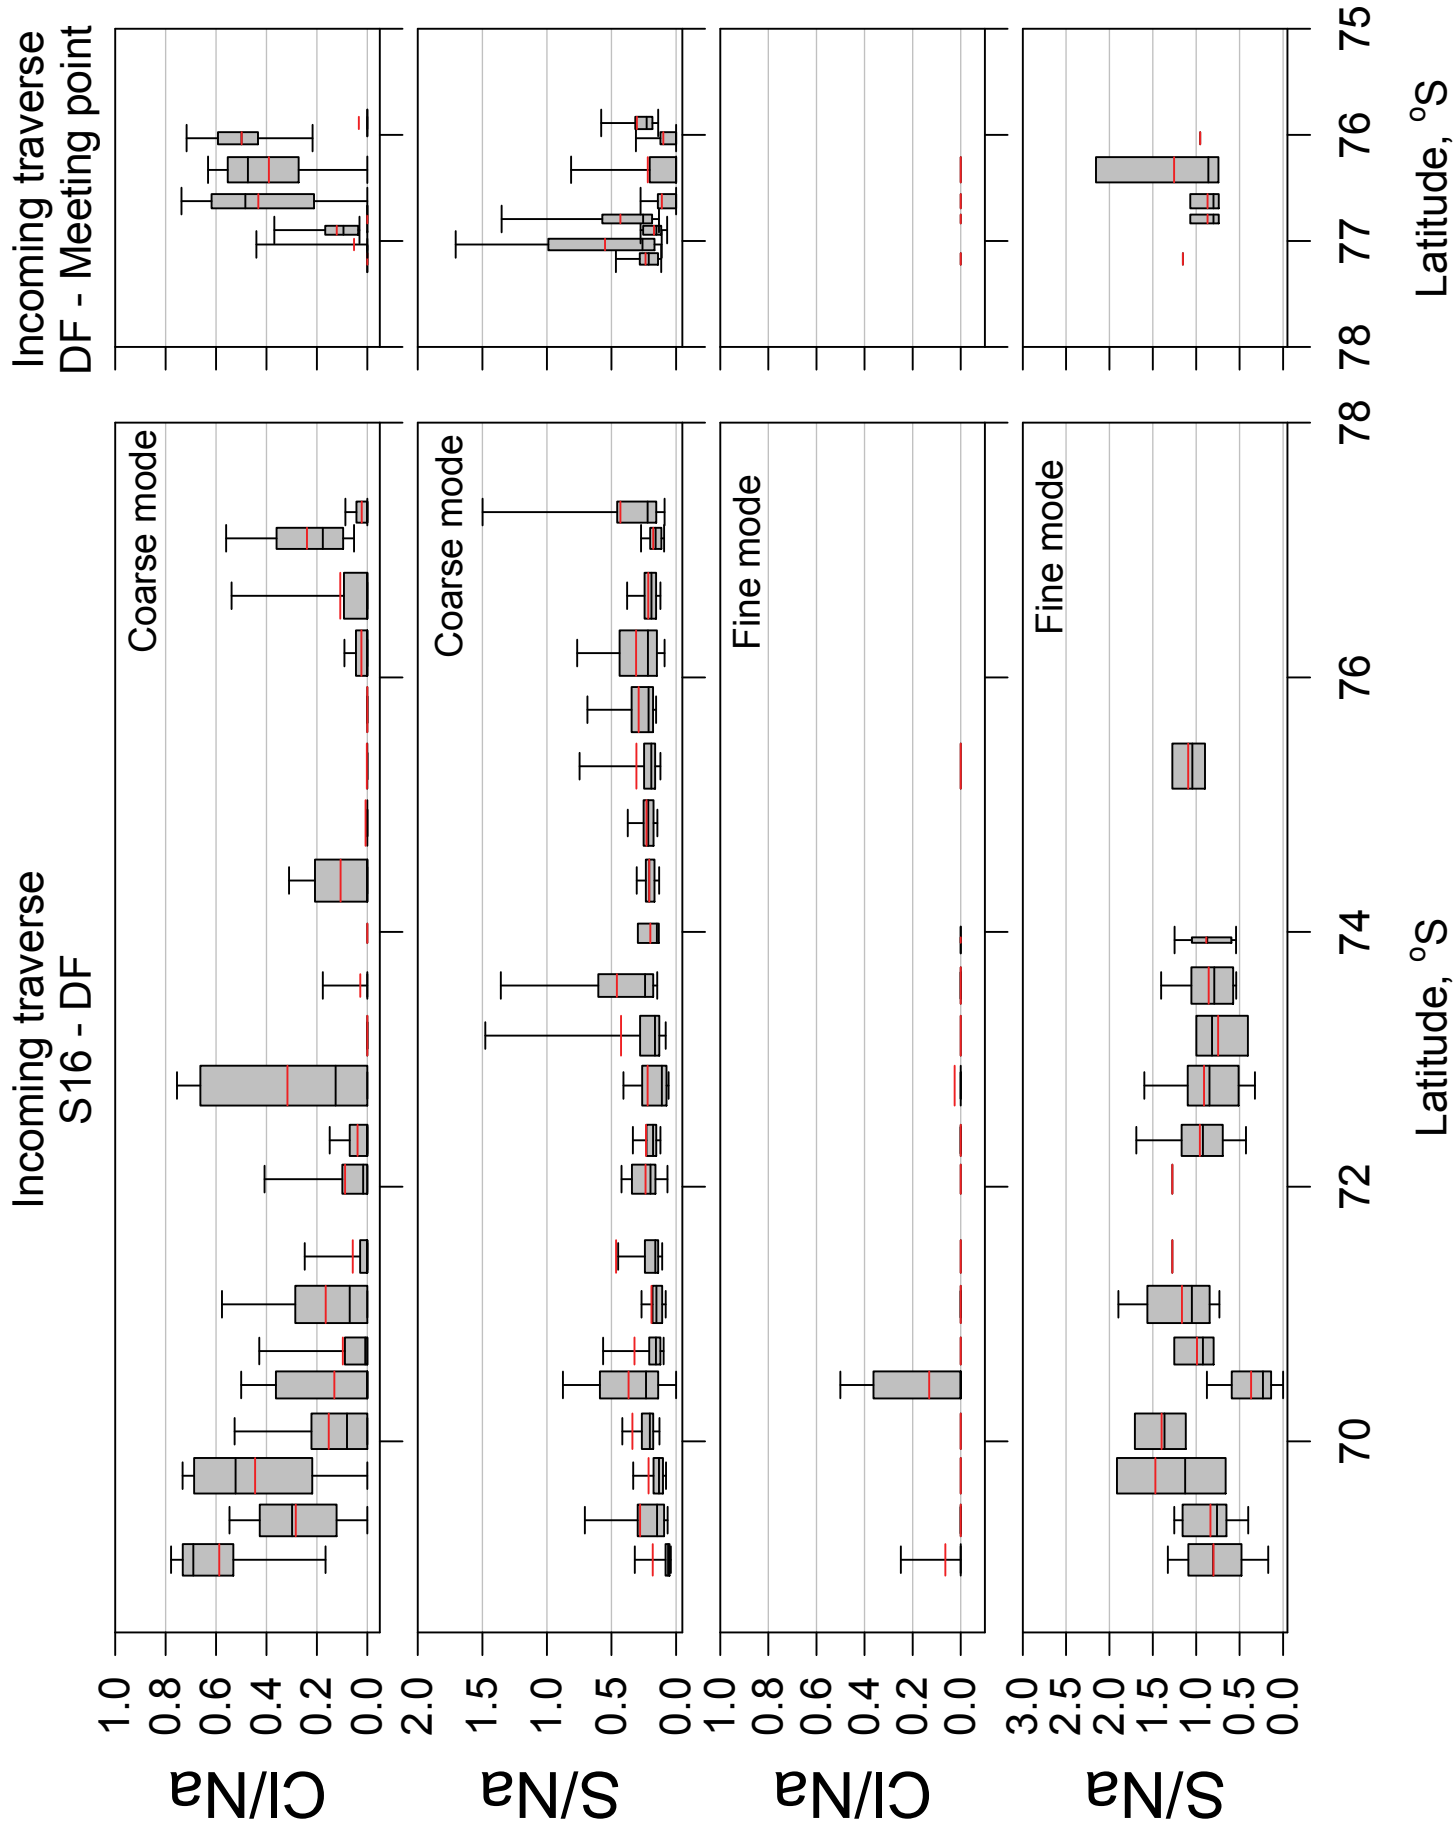 Incoming traverse
S16 - DF
Incoming traverse
DF - Meeting point
Cl/Na
1.0
0.8
0.6
0.4
0.2
0.0
Coarse mode
S/Na
2.0
1.5
1.0
0.5
0.0
Coarse mode
Cl/Na
1.0
0.8
0.6
0.4
0.2
0.0
Fine mode
S/Na
3.0
2.5
2.0
1.5
1.0
0.5
0.0
Fine mode
70 72 74 76 78
78 77 76 75
Latitude, °S
Latitude, °S